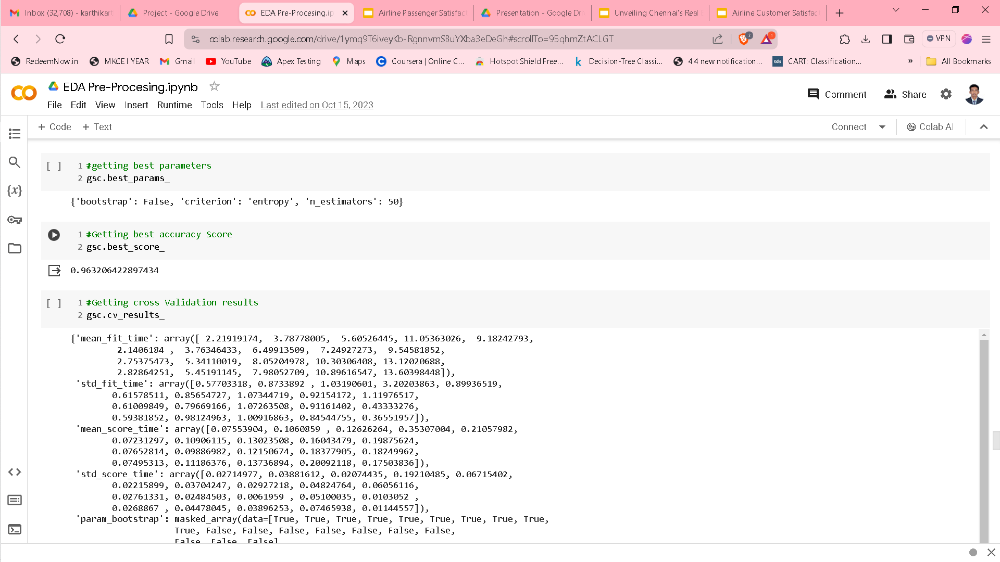 Inbox (32,708) - karthikart
Project - Google Drive
EDA Pre-Procesing.ip
Airline Passenger Satisfac
Presentation - Google Dri
Unveiling Chennai's Real
Airline Customer Satisfact
colab.research.google.com/drive/1ymq9T6iveyKb-RgnnvmSBuYXba3eDeGh#scrollTo=95qhmZtACLGT
2
1
VPN
RedeemNow.in
MKCE I YEAR
Gmail
YouTube
Apex Testing
Maps
Coursera | Online C...
Hotspot Shield Free...
Decision-Tree Classi...
4 4 new notification...
tds
CART: Classification...
»
All Bookmarks
EDA Pre-Procesing.ipynb
Comment
Share
File Edit View Insert Runtime Tools Help Last edited on Oct 15, 2023
+ Code + Text
Connect
Colab AI
[ ] 1 #getting best parameters
2 gsc.best_params_
{'bootstrap': False, 'criterion': 'entropy', 'n_estimators': 50}
1 #Getting best accuracy Score
2 gsc.best_score_
0.963206422897434
[ ] 1 #Getting cross Validation results
2 gsc.cv_results_
{'mean_fit_time': array([ 2.21919174, 3.78778005, 5.60526445, 11.05363026, 9.18242793,
2.1406184 , 3.76346433, 6.49913509, 7.24927273, 9.54581852,
2.75375473, 5.34110019, 8.05204978, 10.30306408, 13.12020688,
2.82864251, 5.45191145, 7.98052709, 10.89616547, 13.60398448]),
'std_fit_time': array([0.57703318, 0.8733892 , 1.03190601, 3.20203863, 0.89936519,
0.61578511, 0.85654727, 1.07344719, 0.92154172, 1.11976517,
0.61009849, 0.79669166, 1.07263508, 0.91161402, 0.43333276,
0.59381852, 0.98124963, 1.00916863, 0.84544755, 0.36551957]),
'mean_score_time': array([0.07553904, 0.1060859 , 0.12626264, 0.35307004, 0.21057982,
0.07231297, 0.10906115, 0.13023508, 0.16043479, 0.19875624,
0.07652814, 0.09886982, 0.12150674, 0.18377905, 0.18249962,
0.07495313, 0.11186376, 0.13736894, 0.20092118, 0.17503836]),
'std_score_time': array([0.02714977, 0.03881612, 0.02074435, 0.19210485, 0.06715402,
0.02215899, 0.03704247, 0.02927218, 0.04824764, 0.06056116,
0.02761331, 0.02484503, 0.0061959 , 0.05100035, 0.0103052 ,
0.0268867 , 0.04478045, 0.03896253, 0.07465938, 0.01144557]),
'param_bootstrap': masked_array(data=[True, True, True, True, True, True, True, True, True,
True, False, False, False, False, False, False, False,
False, False, False]
{x}